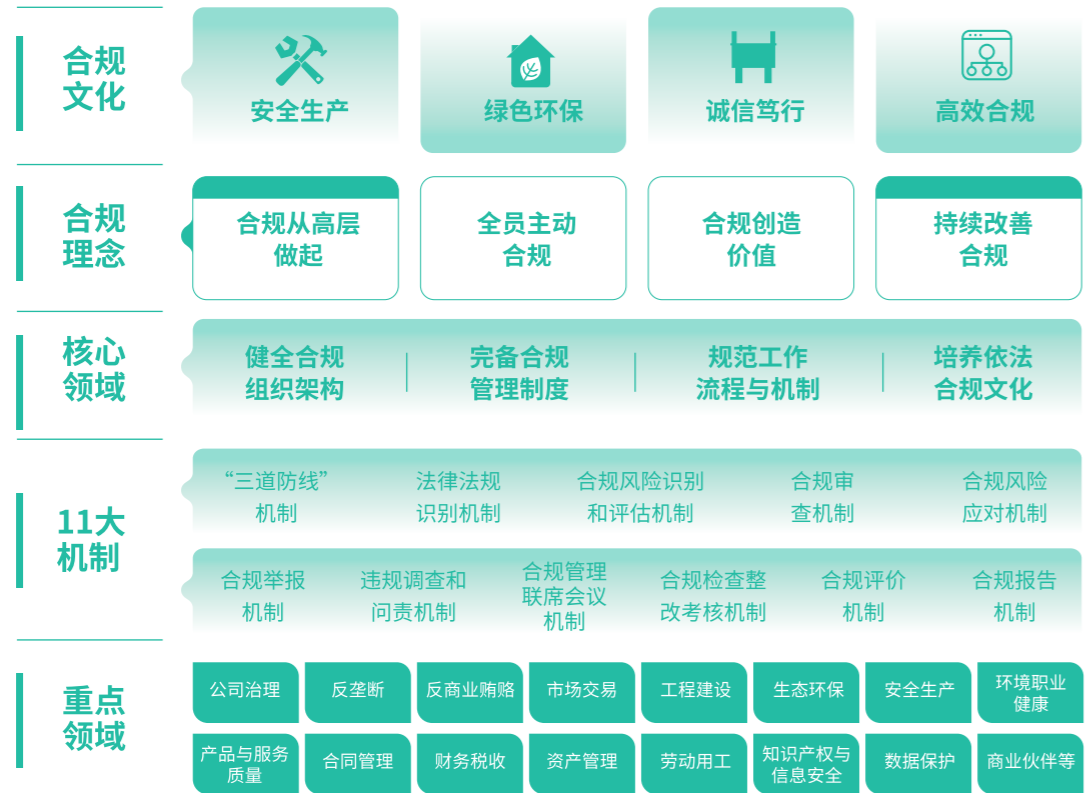 合规
文化
安全生产
绿色环保
诚信笃行
高效合规
合规
理念
合规从高层
做起
全员主动
合规
合规创造
价值
持续改善
合规
核心
领域
健全合规
组织架构
完备合规
管理制度
规范工作
流程与机制
培养依法
合规文化
11大
机制
“三道防线”
机制
法律法规
识别机制
合规风险识别
和评估机制
合规审
查机制
合规风险
应对机制
合规举报
机制
违规调查和
问责机制
合规管理
联席会议
机制
合规检查整
改考核机制
合规评价
机制
合规报告
机制
重点
领域
公司治理
反垄断
反商业贿赂
市场交易
工程建设
生态环保
安全生产
环境职业
健康
产品与服务
质量
合同管理
财务税收
资产管理
劳动用工
知识产权与
信息安全
数据保护
商业伙伴等